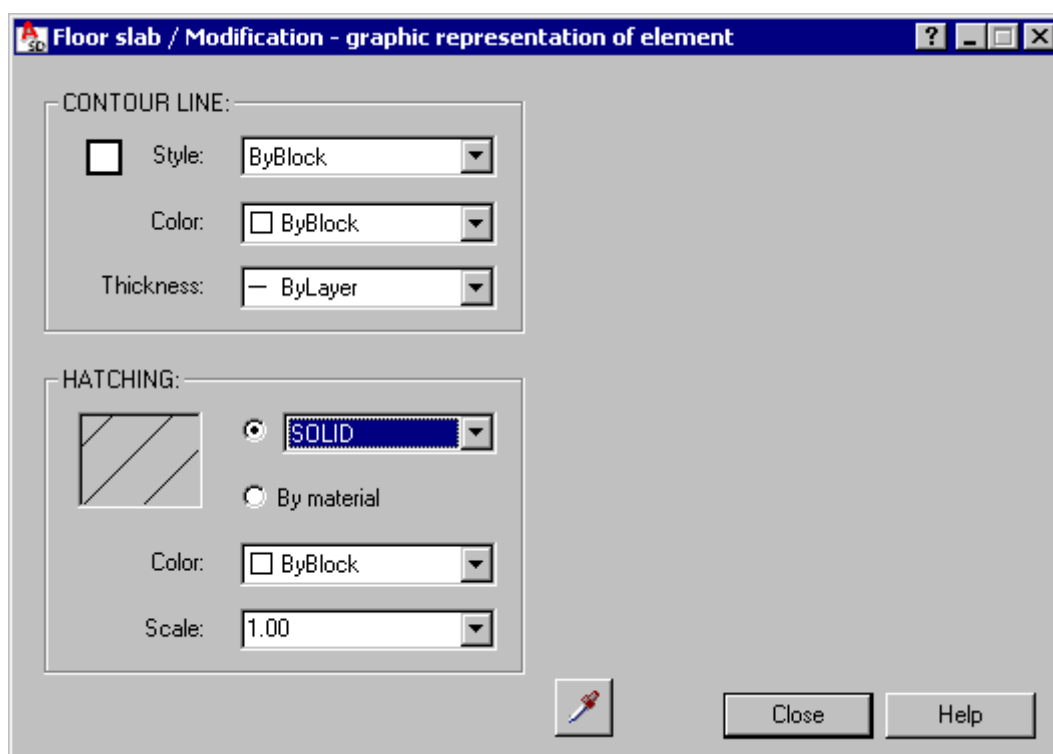 Floor slab / Modification - graphic representation of element
CONTOUR LINE:
Style: ByBlock
Color: ByBlock
Thickness: ByLayer
HATCHING:
SOLID
By material
Color: ByBlock
Scale: 1.00
Close Help